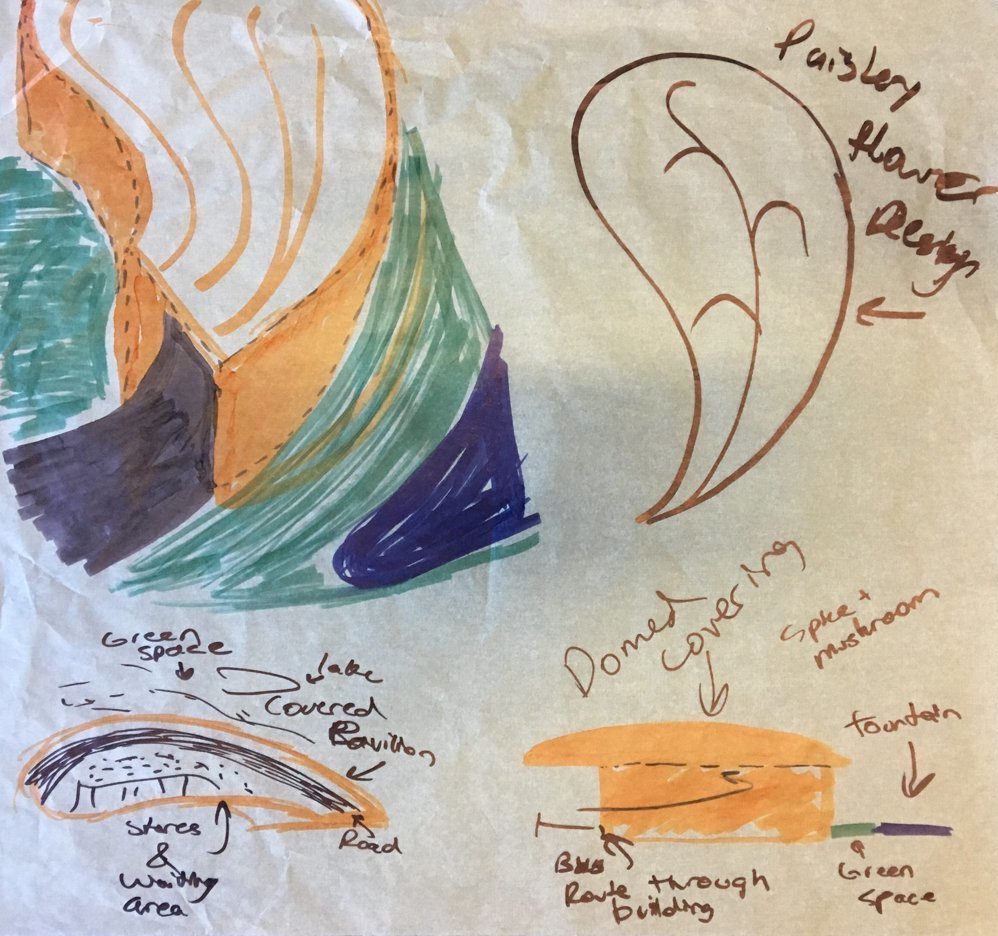 Paisley
flower
Design
Domed
covering
Spice +
mushroom
Green
space
lake
Covered
Pavilion
Stores
&
Waiting
area
Road
fountain
Bus
Route through
building
Green
space